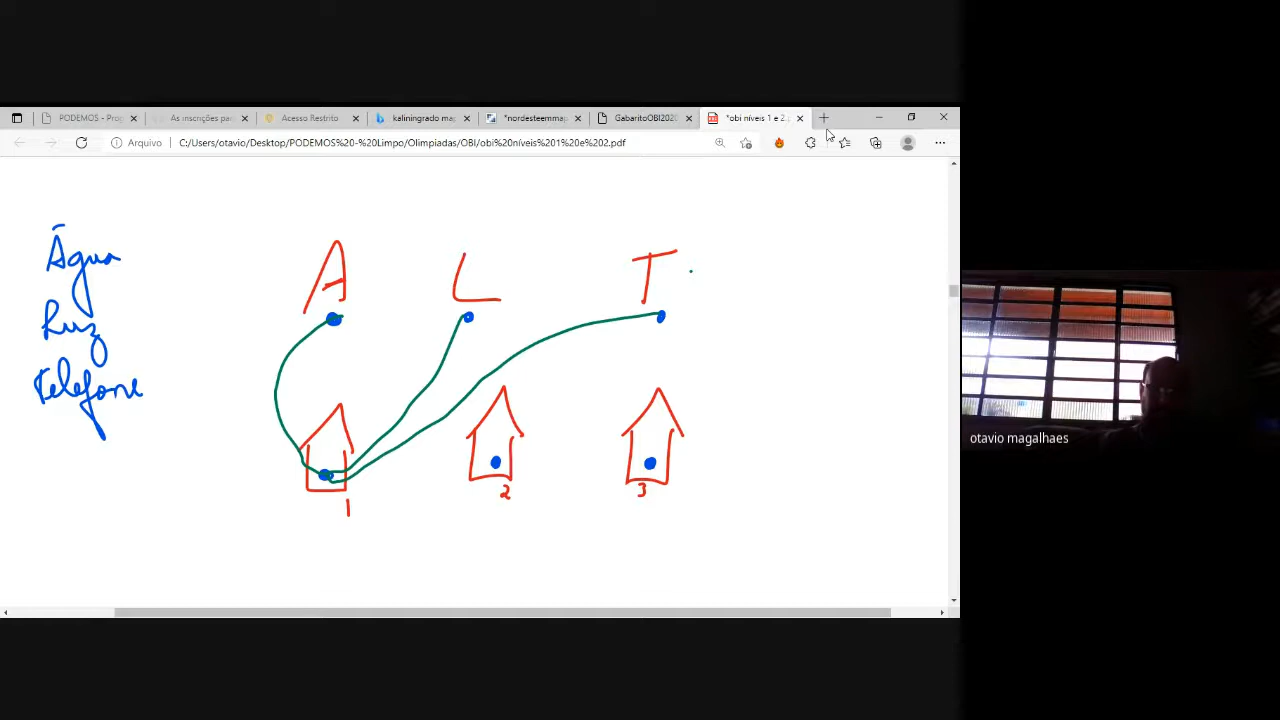 PODEMOS - Prog
As inscrições par
Acesso Restrito
kaliningrado ma
*nordesteemmap
GabaritoOBI2020
*obi níveis 1 e 2.
Arquivo
C:/Users/otavio/Desktop/PODEMOS%20-%20Limpo/Olimpiadas/OBI/obi%20níveis%201%20e%202.pdf
Água
Luz
Telefone
A L T
1 2 3
otavio magalhaes